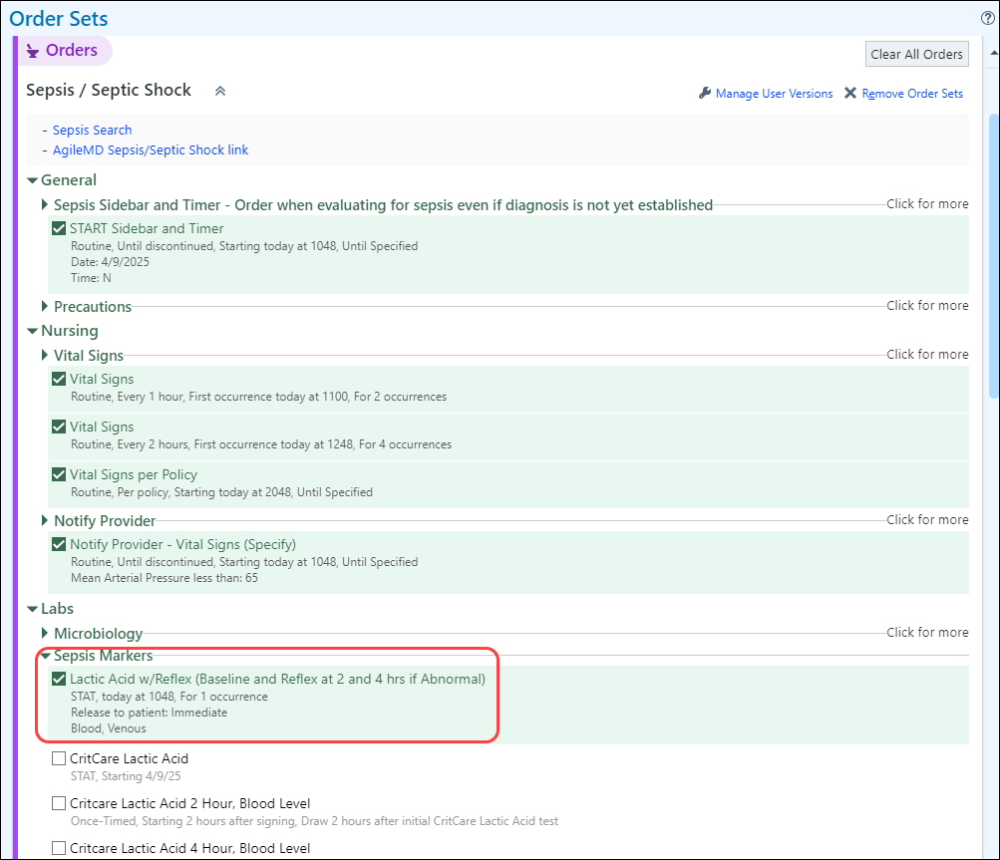 Order Sets
Orders
Clear All Orders
Sepsis / Septic Shock
Manage User Versions Remove Order Sets
- Sepsis Search
- AgileMD Sepsis/Septic Shock link
General
Sepsis Sidebar and Timer - Order when evaluating for sepsis even if diagnosis is not yet established Click for more
START Sidebar and Timer
Routine, Until discontinued, Starting today at 1048, Until Specified
Date: 4/9/2025
Time: N
Precautions Click for more
Nursing
Vital Signs Click for more
Vital Signs
Routine, Every 1 hour, First occurrence today at 1100, For 2 occurrences
Vital Signs
Routine, Every 2 hours, First occurrence today at 1248, For 4 occurrences
Vital Signs per Policy
Routine, Per policy, Starting today at 2048, Until Specified
Notify Provider Click for more
Notify Provider - Vital Signs (Specify)
Routine, Until discontinued, Starting today at 1048, Until Specified
Mean Arterial Pressure less than: 65
Labs
Microbiology Click for more
Sepsis Markers
Lactic Acid w/Reflex (Baseline and Reflex at 2 and 4 hrs if Abnormal)
STAT, today at 1048, For 1 occurrence
Release to patient: Immediate
Blood, Venous
CritCare Lactic Acid
STAT, Starting 4/9/25
Critcare Lactic Acid 2 Hour, Blood Level
Once-Timed, Starting 2 hours after signing, Draw 2 hours after initial CritCare Lactic Acid test
Critcare Lactic Acid 4 Hour, Blood Level